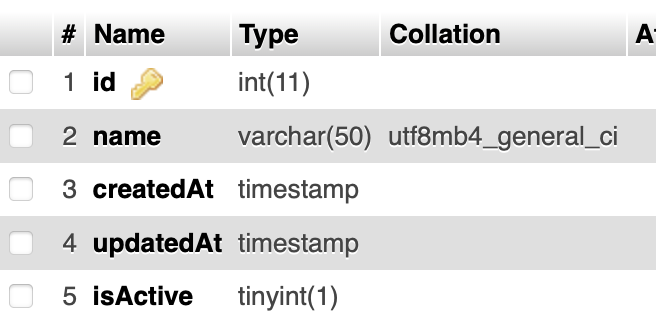 # Name Type Collation
1 id int(11)
2 name varchar(50) utf8mb4_general_ci
3 createdAt timestamp
4 updatedAt timestamp
5 isActive tinyint(1)